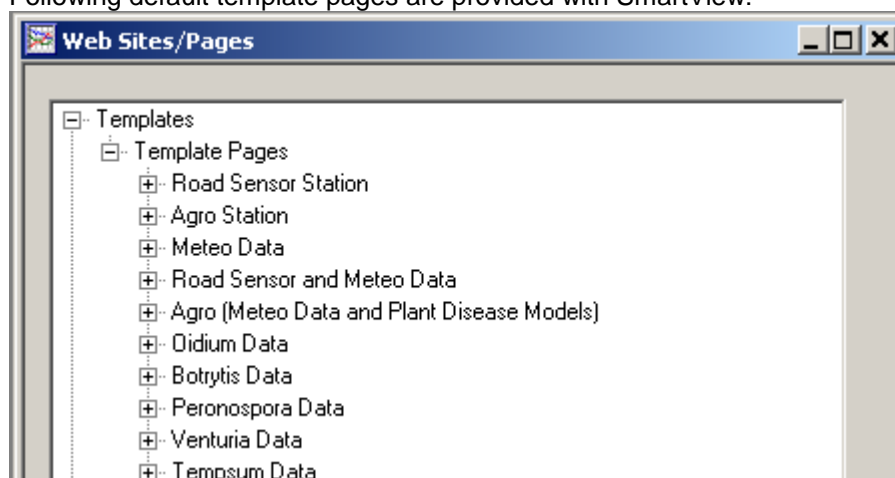 Following default template pages are provided with SmartView:
Web Sites/Pages
Templates
Template Pages
Road Sensor Station
Agro Station
Meteo Data
Road Sensor and Meteo Data
Agro (Meteo Data and Plant Disease Models)
Oidium Data
Botrytis Data
Peronospora Data
Venturia Data
Tempsum Data